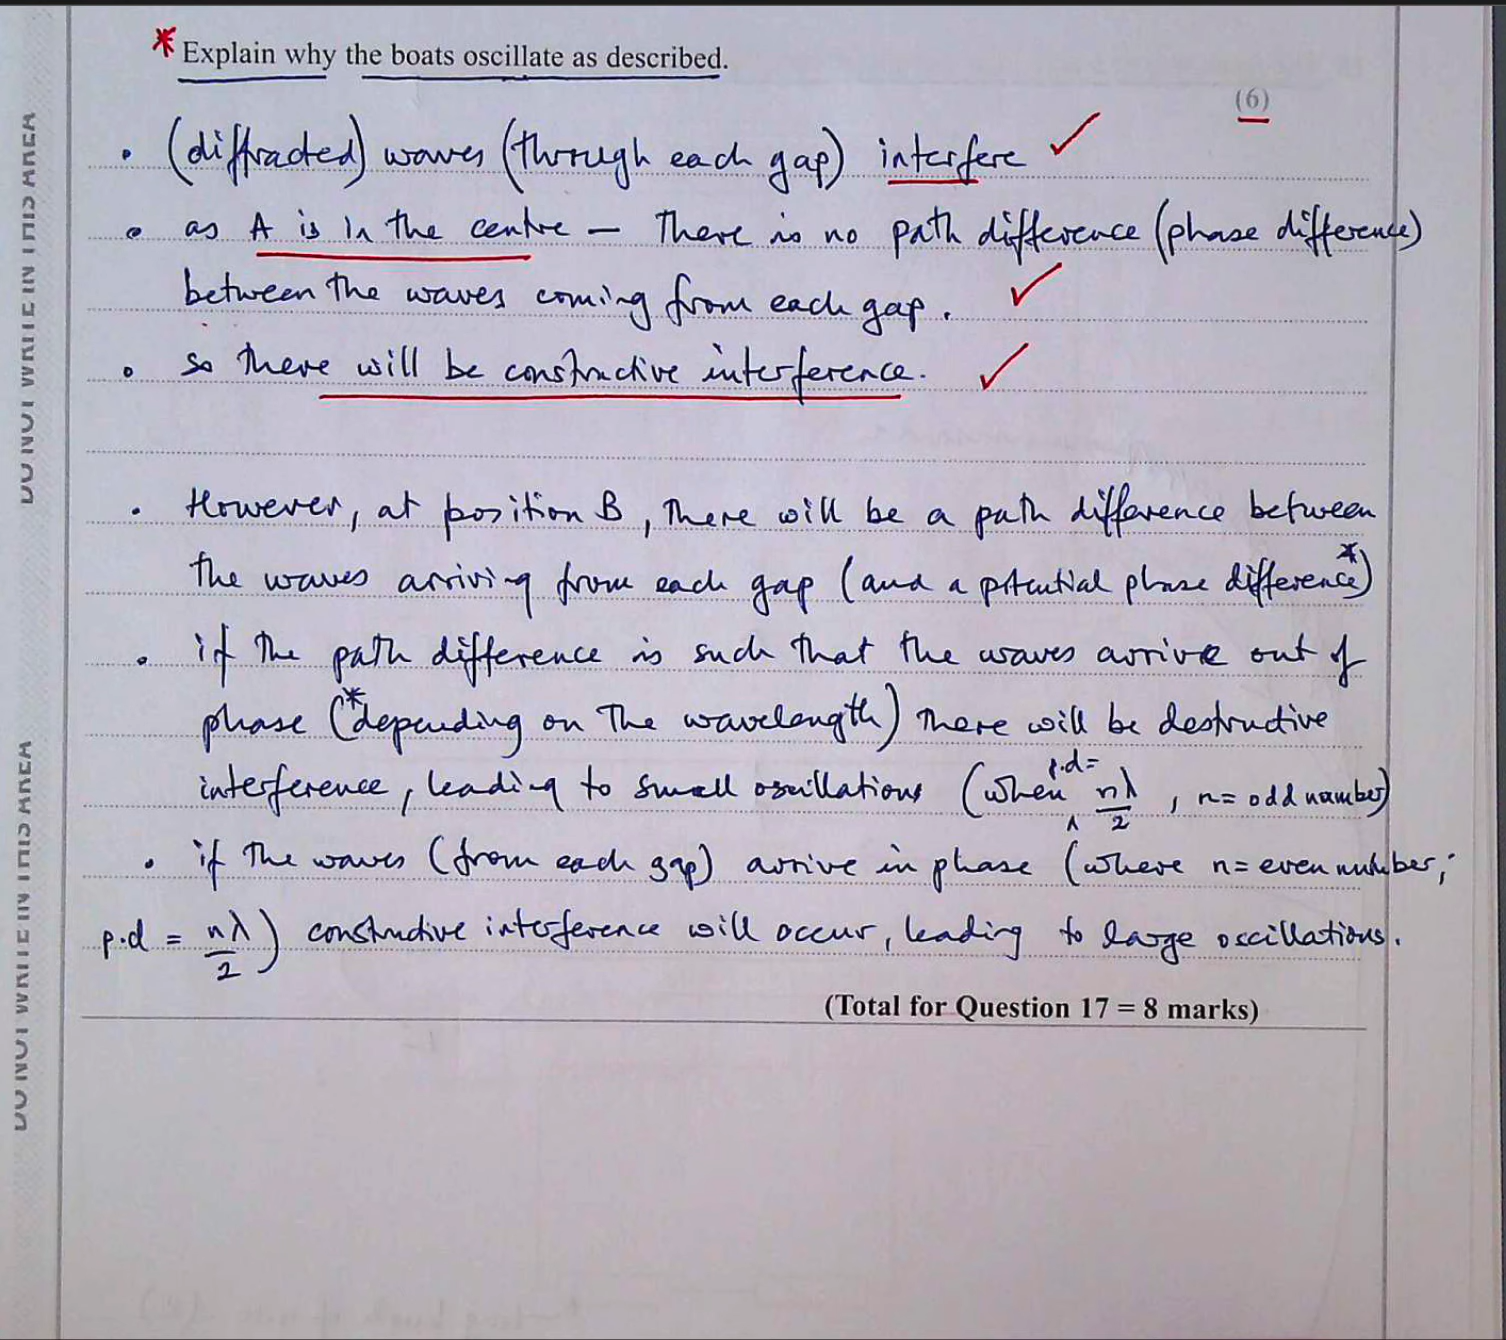 * Explain why the boats oscillate as described.
(6)
• (diffracted) waves (through each gap) interfere ✓
• as A is in the centre – There is no path difference (phase difference)
between the waves coming from each gap. ✓
• so there will be constructive interference. ✓
• However, at position B, there will be a path difference between
the waves arriving from each gap (and a potential phase difference*)
• if the path difference is such that the waves arrive out of
phase (*depending on the wavelength) there will be destructive
interference, leading to small oscillations (when p.d= nλ/2, n= odd number)
• if the waves (from each gap) arrive in phase (where n= even number;
p.d = nλ/2) constructive interference will occur, leading to large oscillations.
(Total for Question 17 = 8 marks)
DO NOT WRITE IN THIS AREA
DO NOT WRITE IN THIS AREA